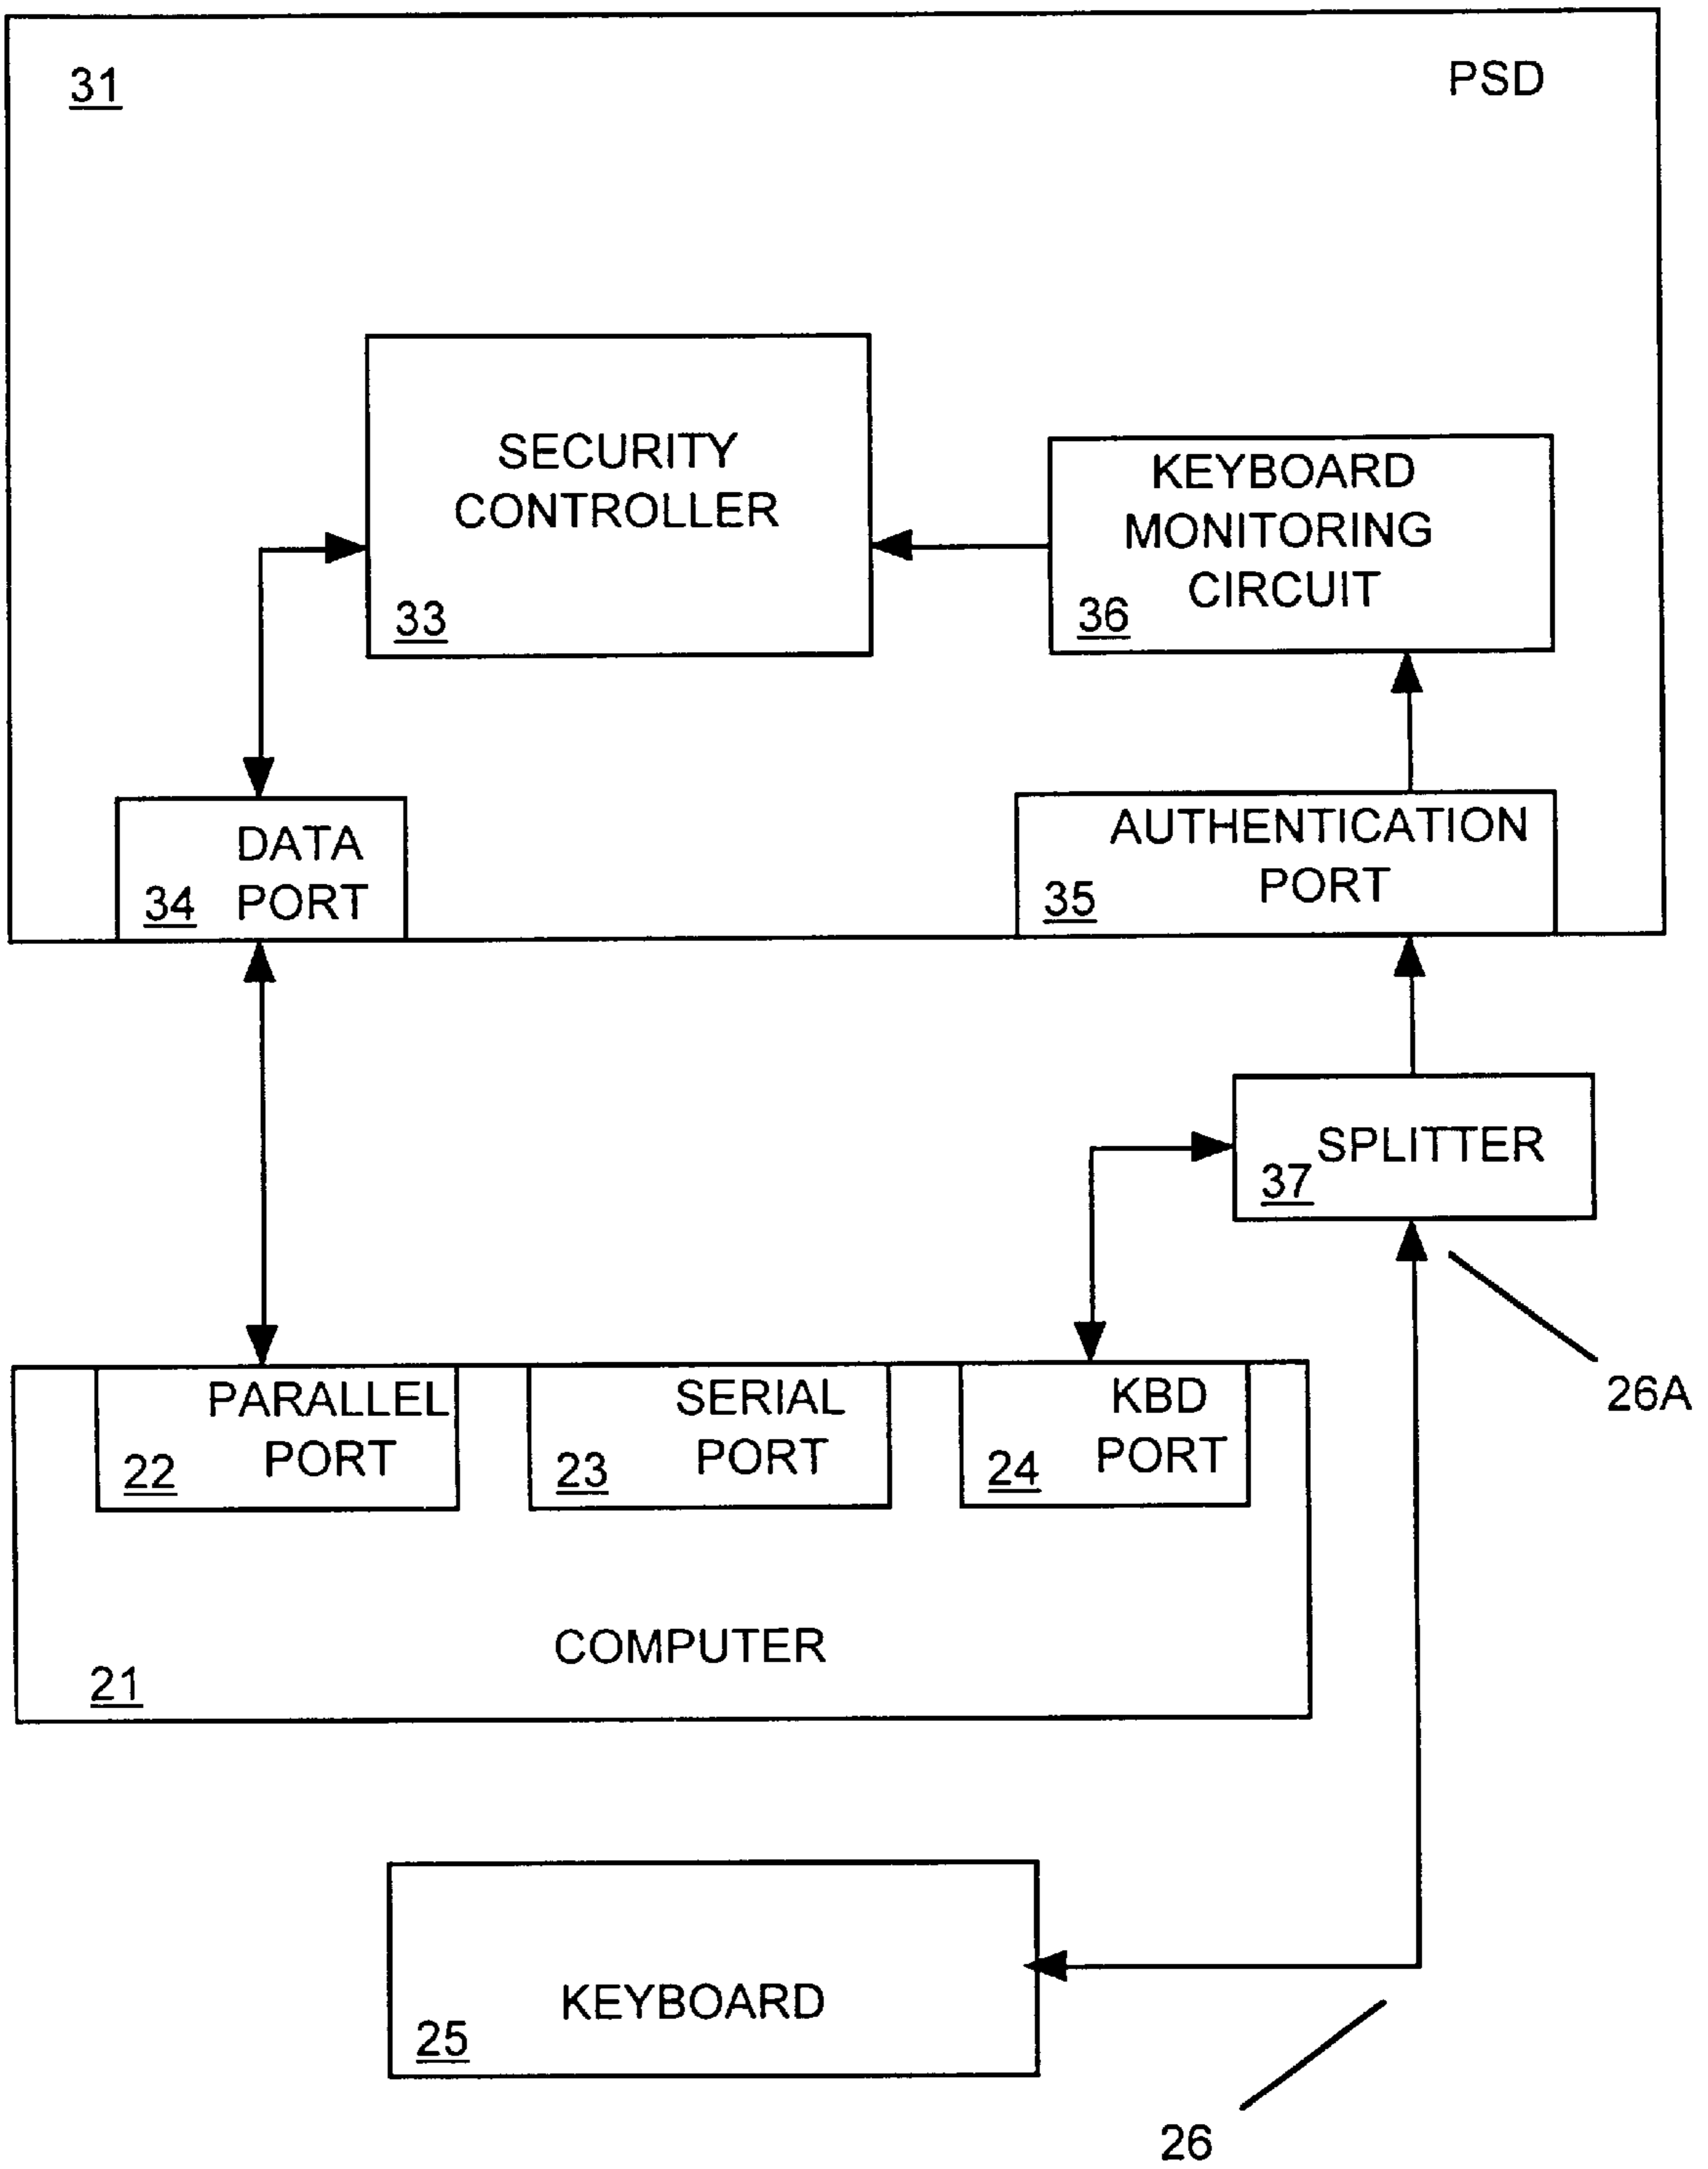 31
PSD
SECURITY
CONTROLLER
33
KEYBOARD
MONITORING
CIRCUIT
36
DATA
PORT
34
AUTHENTICATION
PORT
35
SPLITTER
37
26A
PARALLEL
PORT
22
SERIAL
PORT
23
KBD
PORT
24
COMPUTER
21
KEYBOARD
25
26